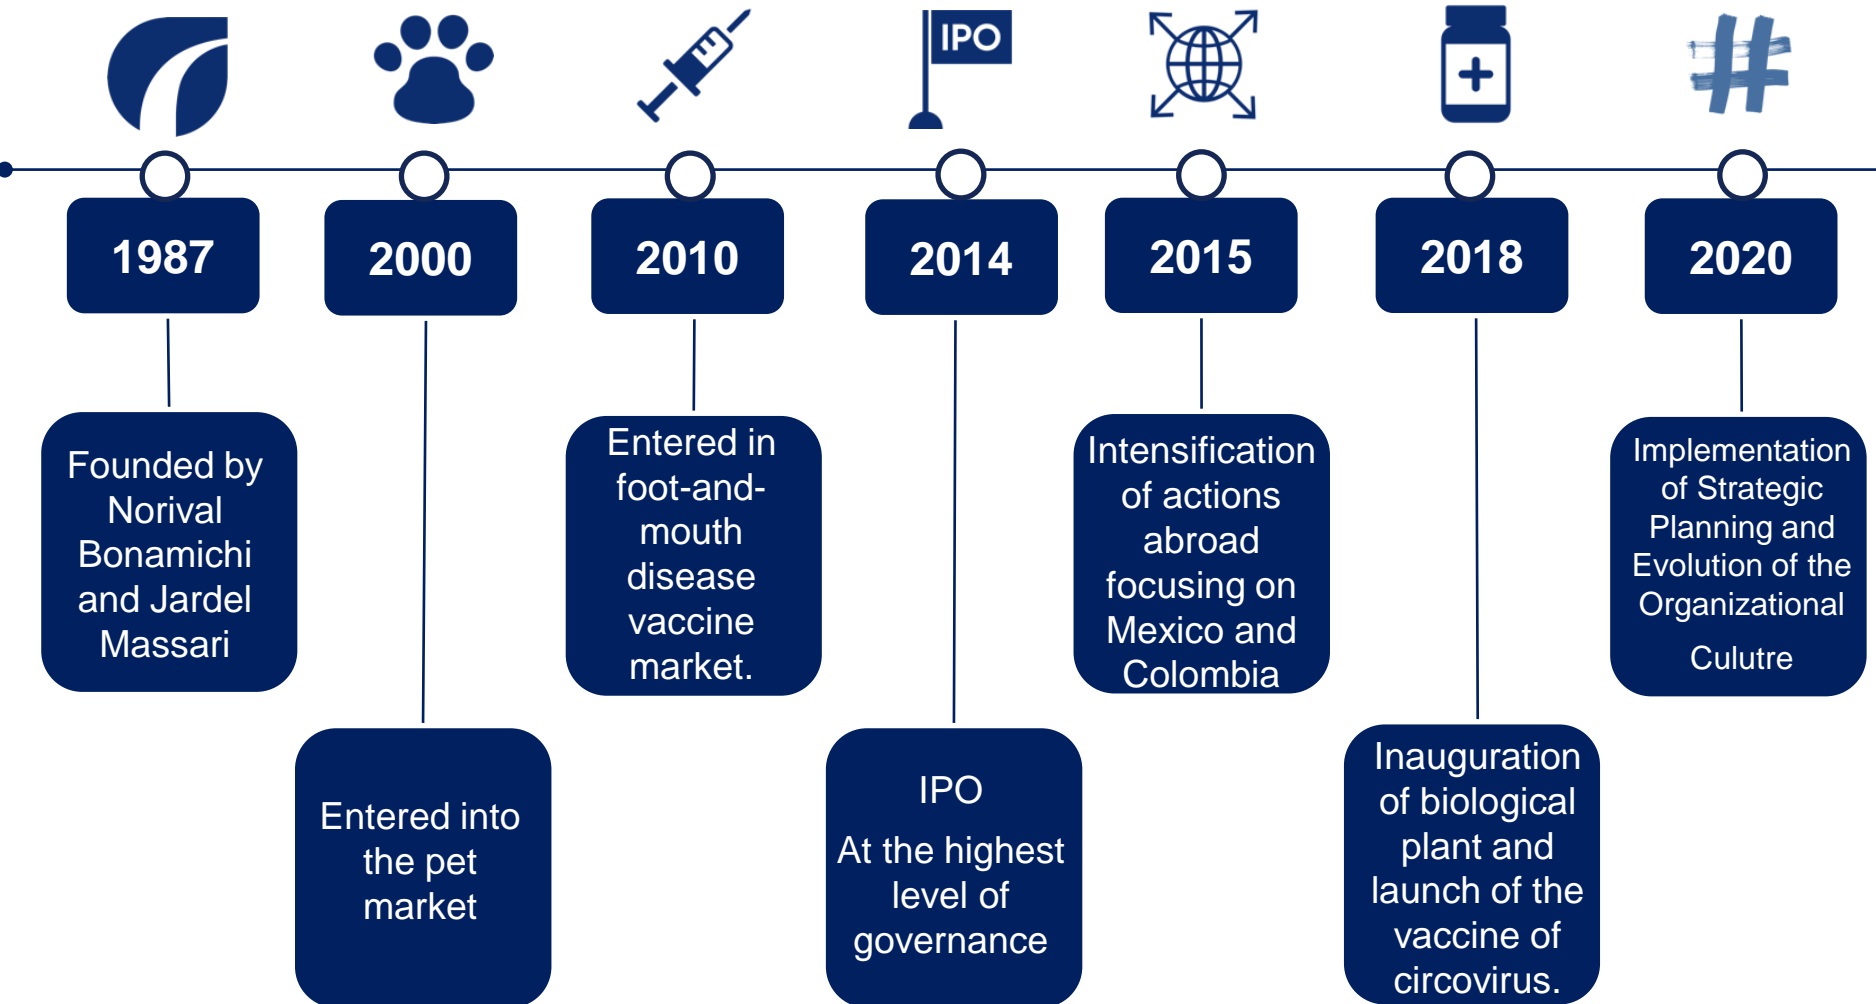 IPO
1987
2000
2010
2014
2015
2018
2020
Founded by
Norival
Bonamichi
and Jardel
Massari
Entered into
the pet
market
Entered in
foot-and-
mouth
disease
vaccine
market.
IPO
At the highest
level of
governance
Intensification
of actions
abroad
focusing on
Mexico and
Colombia
Inauguration
of biological
plant and
launch of the
vaccine of
circovirus.
Implementation
of Strategic
Planning and
Evolution of the
Organizational
Culutre